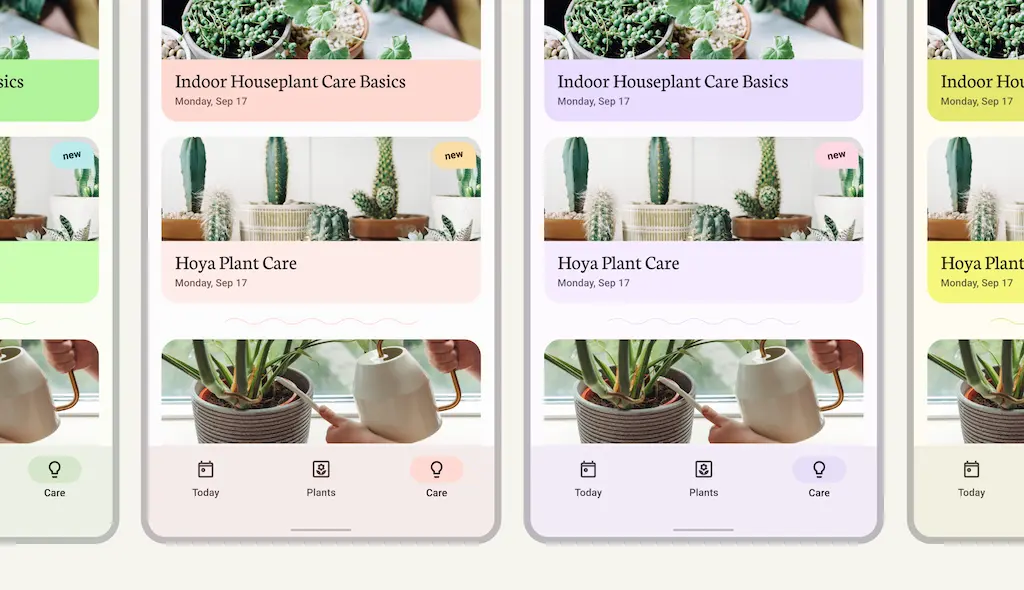 sics
new
Care
Indoor Houseplant Care Basics
Monday, Sep 17
new
Hoya Plant Care
Monday, Sep 17
Today
Plants
Care
Indoor Houseplant Care Basics
Monday, Sep 17
new
Hoya Plant Care
Monday, Sep 17
Today
Plants
Care
Indoor Hou
Monday, Sep 17
Hoya Plant
Monday, Sep 17
Today